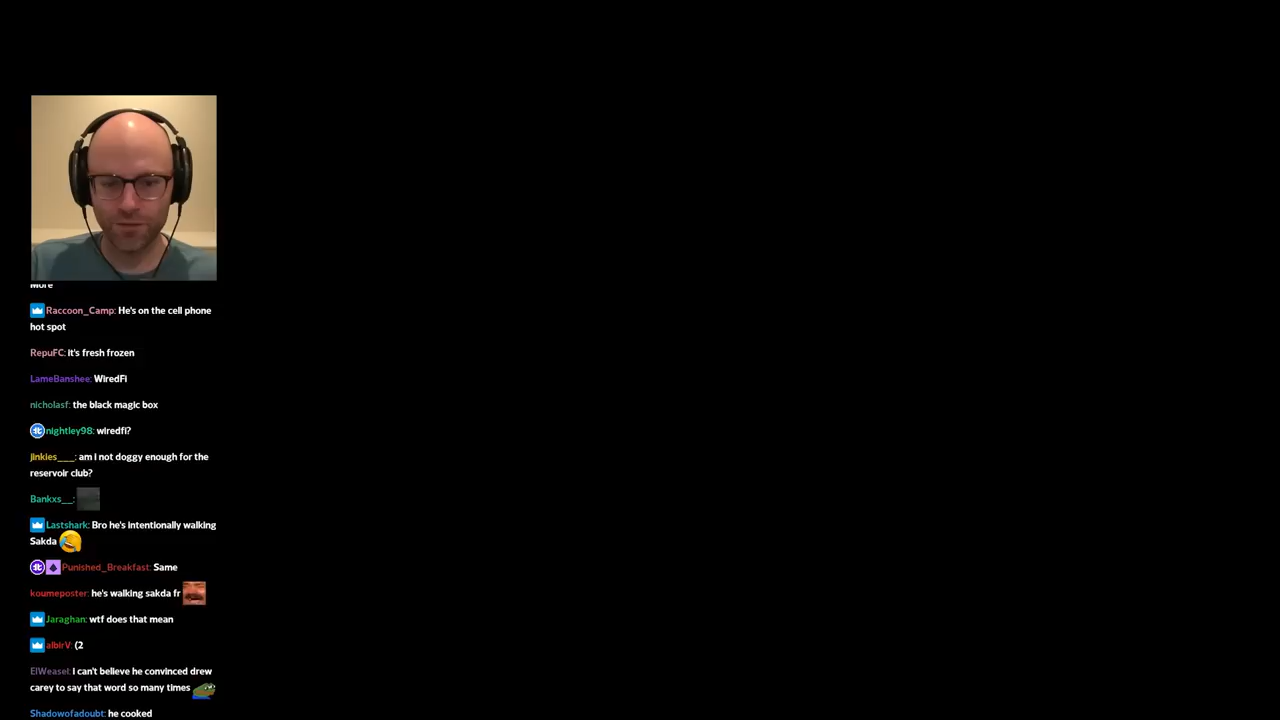 More
Raccoon_Camp: He's on the cell phone
hot spot
RepuFC: it's fresh frozen
LameBanshee: WiredFi
nicholasf: the black magic box
nightley98: wiredfi?
jinkies___: am i not doggy enough for the
reservoir club?
Bankxs__:
Lastshark: Bro he's intentionally walking
Sakda
Punished_Breakfast: Same
koumeposter: he's walking sakda fr
Jaraghan: wtf does that mean
albirV: (2
ElWeasel: I can't believe he convinced drew
carey to say that word so many times
Shadowofadoubt: he cooked